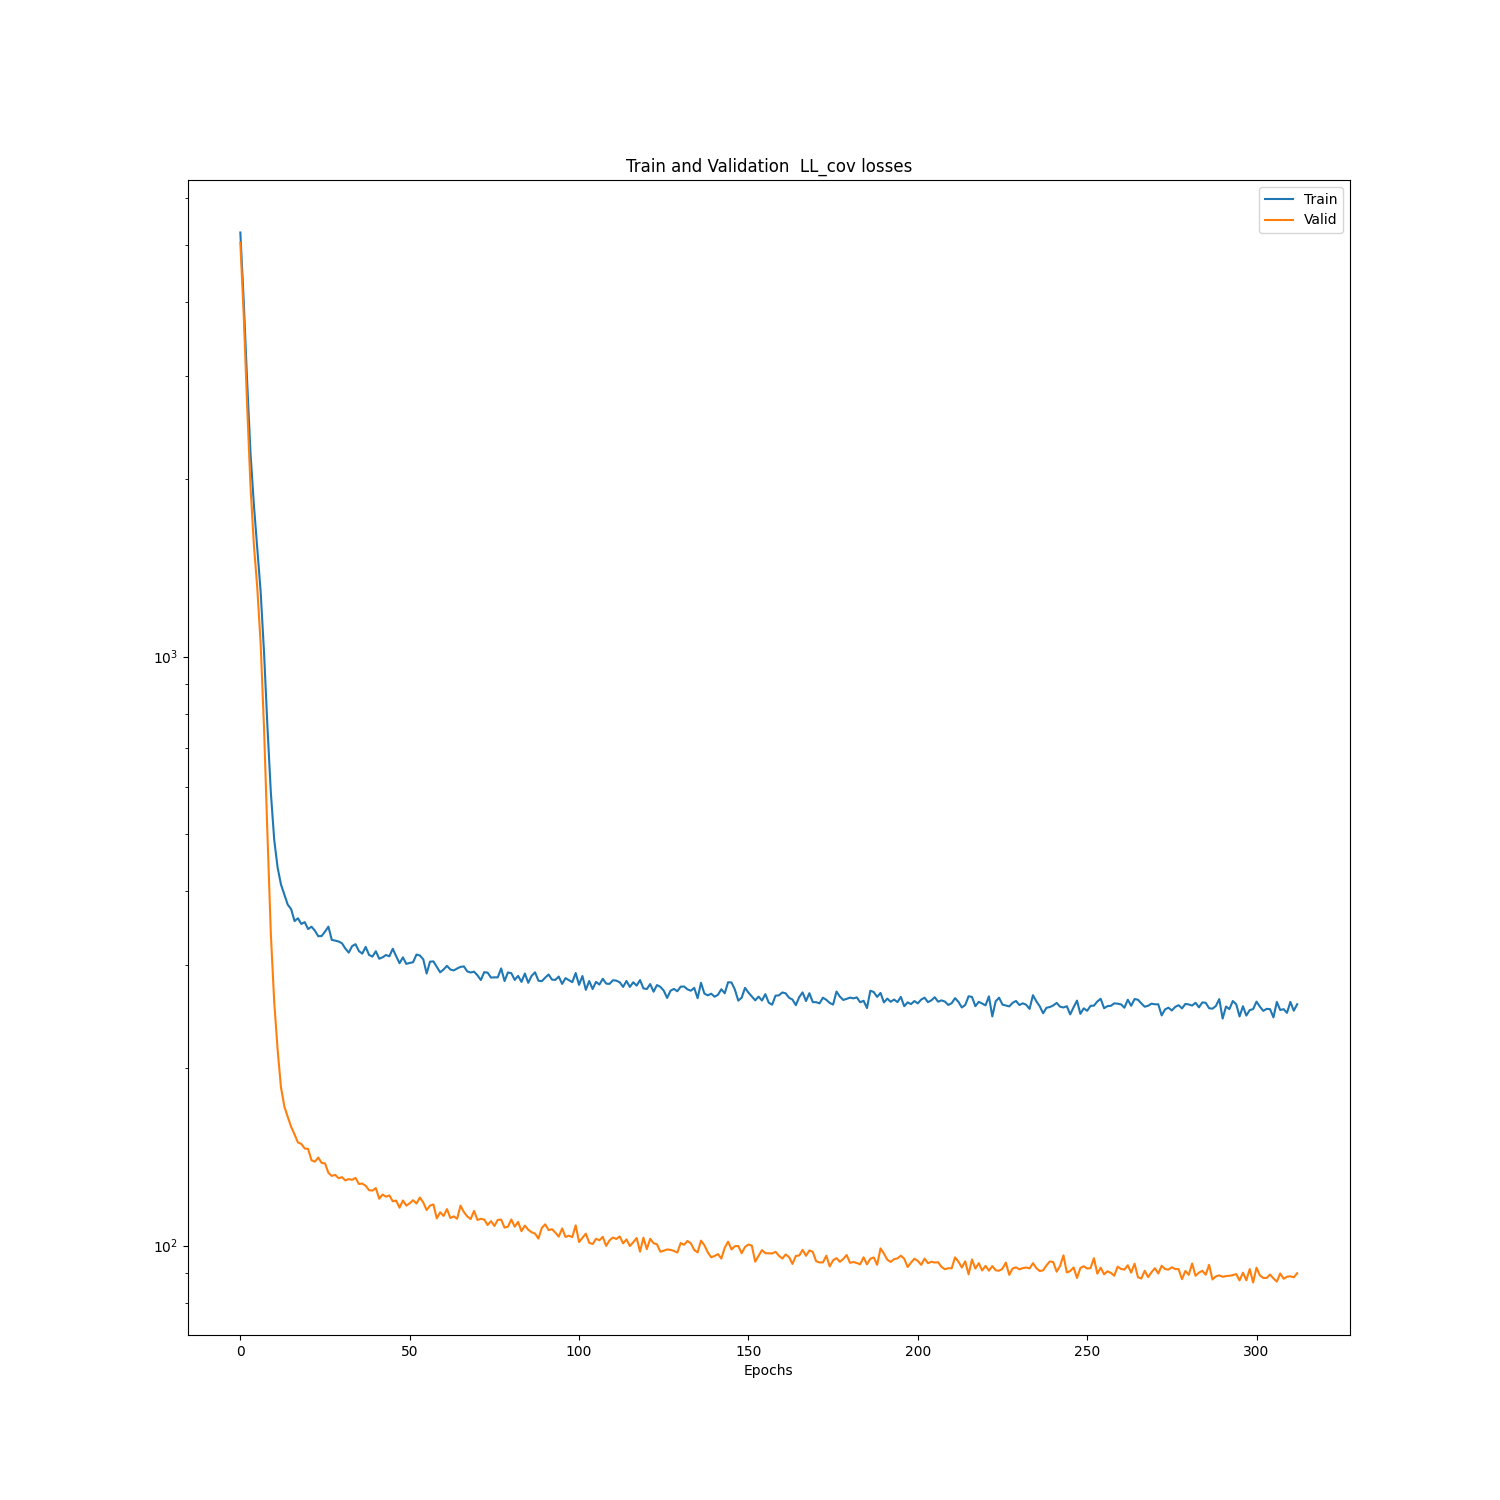 Train and Validation  LL_cov losses
Train
Valid
10³
10²
0 50 100 150 200 250 300
Epochs